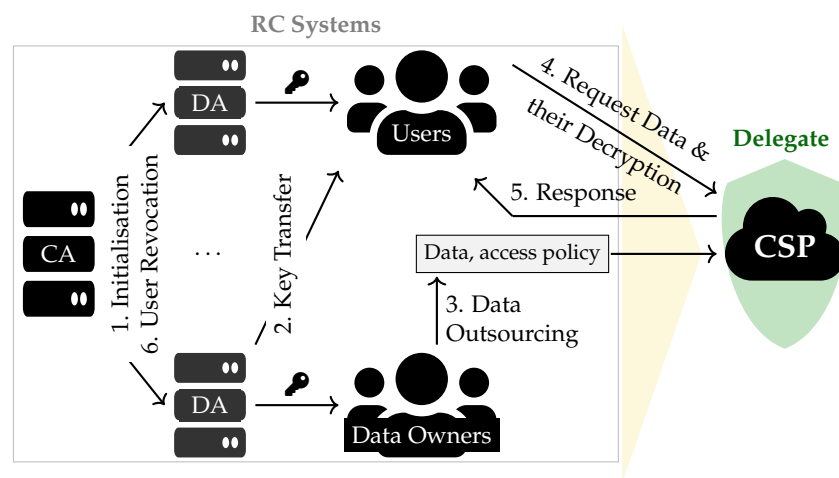 RC Systems
DA
Users
4. Request Data &
their Decryption
Delegate
5. Response
CSP
CA
1. Initialisation
6. User Revocation
...
2. Key Transfer
Data, access policy
3. Data
Outsourcing
DA
Data Owners